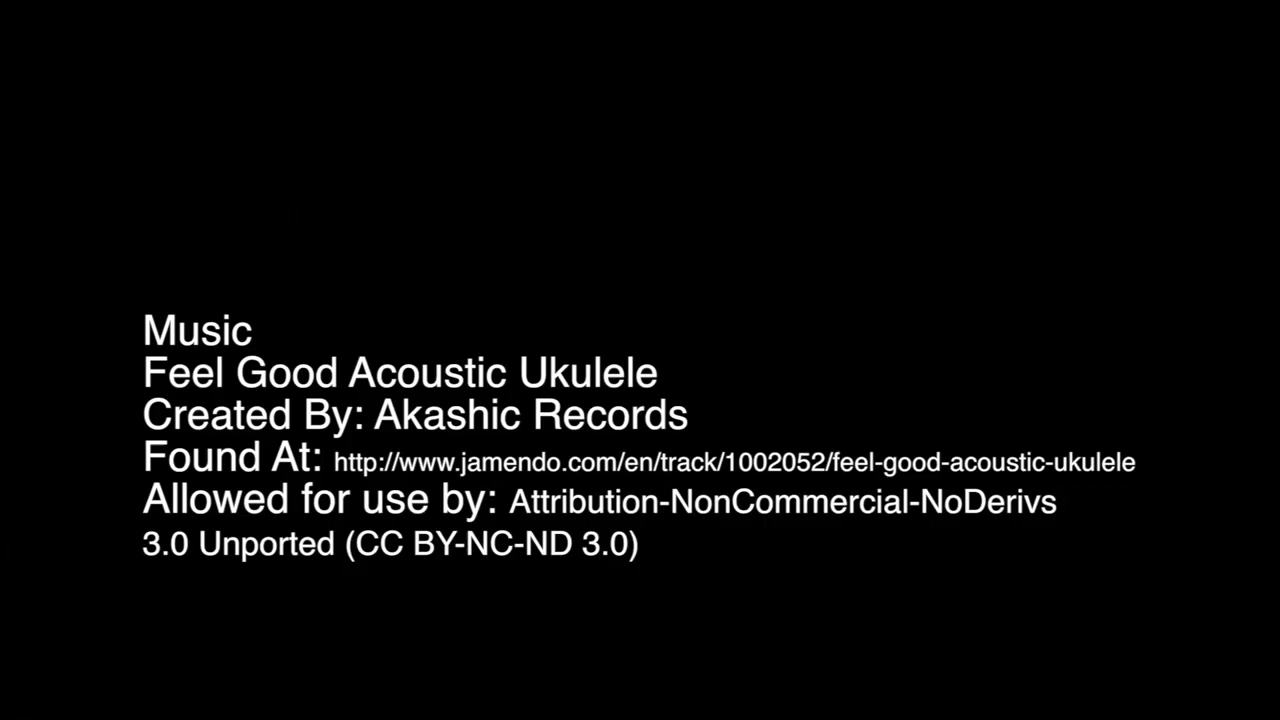 Music
Feel Good Acoustic Ukulele
Created By: Akashic Records
Found At: http://www.jamendo.com/en/track/1002052/feel-good-acoustic-ukulele
Allowed for use by: Attribution-NonCommercial-NoDerivs
3.0 Unported (CC BY-NC-ND 3.0)